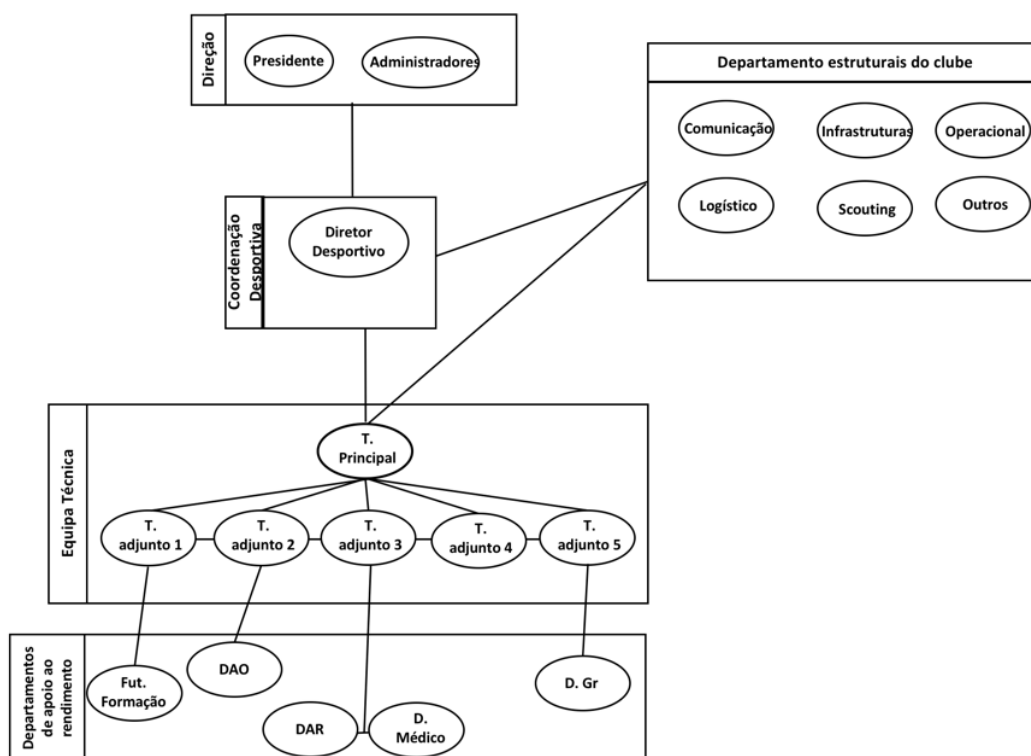 Direção
Presidente
Administradores
Departamento estruturais do clube
Comunicação
Infrastruturas
Operacional
Logístico
Scouting
Outros
Coordenação
Desportiva
Diretor
Desportivo
Equipa Técnica
T.
Principal
T.
adjunto 1
T.
adjunto 2
T.
adjunto 3
T.
adjunto 4
T.
adjunto 5
Departamentos
de apoio ao
rendimento
Fut.
Formação
DAO
DAR
D.
Médico
D. Gr